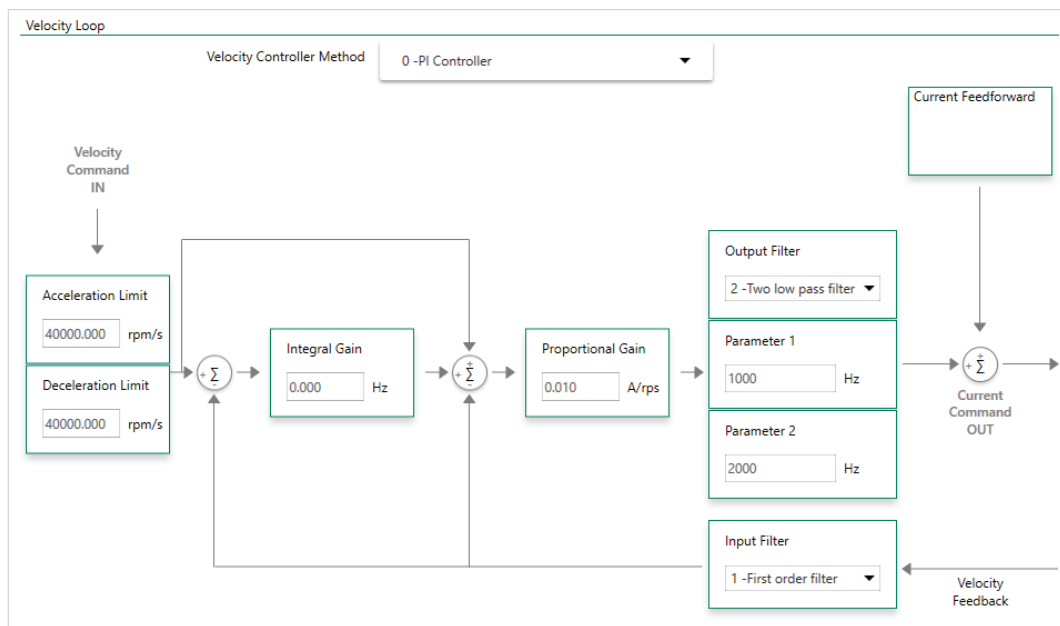 Velocity Loop
Velocity Controller Method
0 -PI Controller
Current Feedforward
Velocity
Command
IN
Acceleration Limit
40000.000 rpm/s
Deceleration Limit
40000.000 rpm/s
+ Σ -
Integral Gain
0.000 Hz
+
+ Σ
-
Proportional Gain
0.010 A/rps
Output Filter
2 -Two low pass filter
Parameter 1
1000 Hz
Parameter 2
2000 Hz
+
+ Σ
Current
Command
OUT
Input Filter
1 -First order filter
Velocity
Feedback